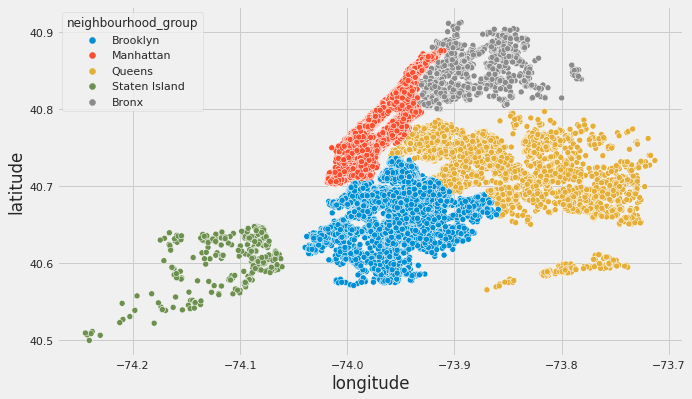 neighbourhood_group
Brooklyn
Manhattan
Queens
Staten Island
Bronx
40.9
40.8
40.7
40.6
40.5
latitude
−74.2 −74.1 −74.0 −73.9 −73.8 −73.7
longitude